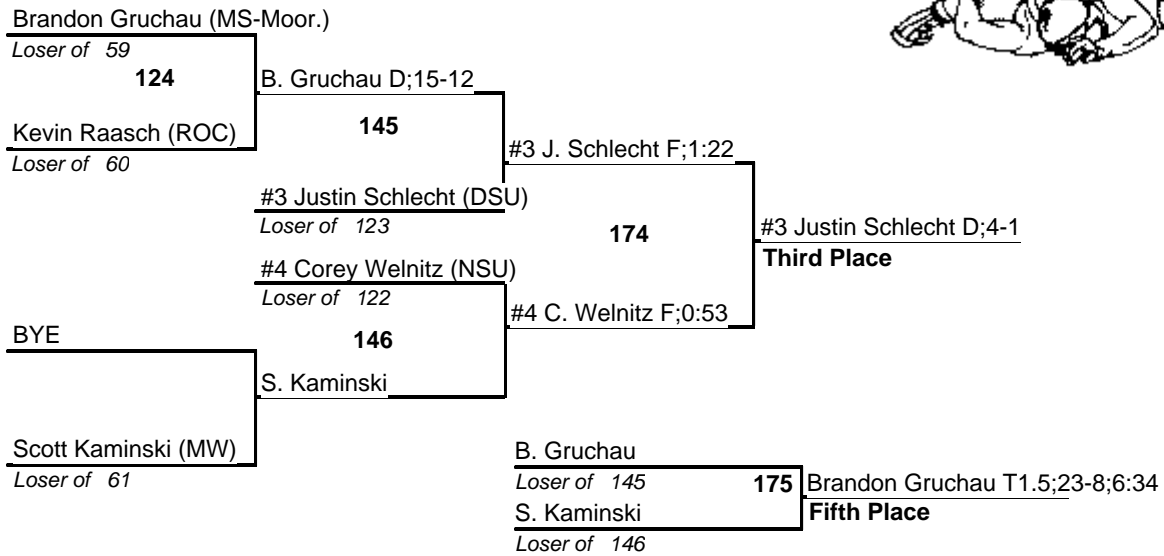 Brandon Gruchau (MS-Moor.)
Loser of 59
124
B. Gruchau D;15-12
Kevin Raasch (ROC)
Loser of 60
145
#3 J. Schlecht F;1:22
#3 Justin Schlecht (DSU)
Loser of 123
174
#3 Justin Schlecht D;4-1
Third Place
#4 Corey Welnitz (NSU)
Loser of 122
#4 C. Welnitz F;0:53
BYE
146
S. Kaminski
Scott Kaminski (MW)
Loser of 61
B. Gruchau
Loser of 145
175
Brandon Gruchau T1.5;23-8;6:34
Fifth Place
S. Kaminski
Loser of 146